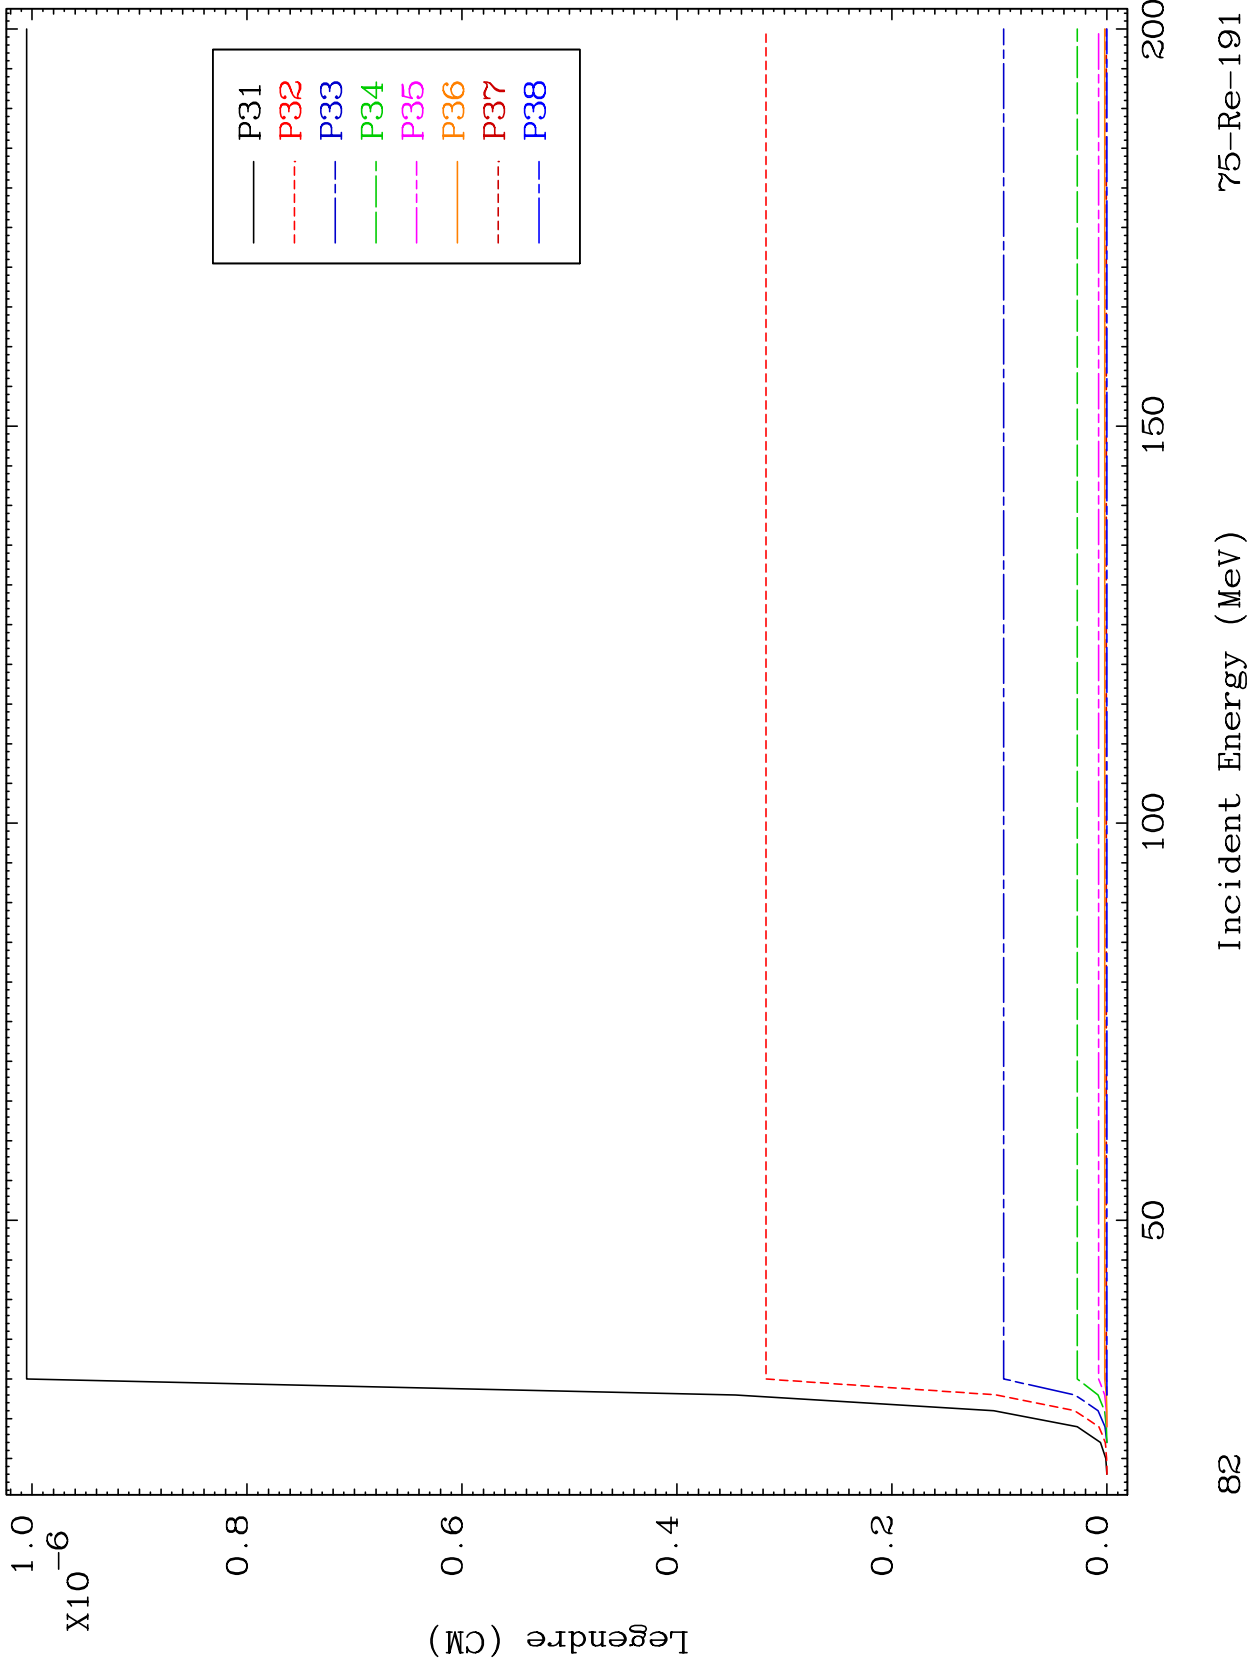 1.0
X10-6
0.8
0.6
0.4
0.2
0.0
Legendre (CM)
P31
P32
P33
P34
P35
P36
P37
P38
50
100
150
200
Incident Energy (MeV)
82
75-Re-191